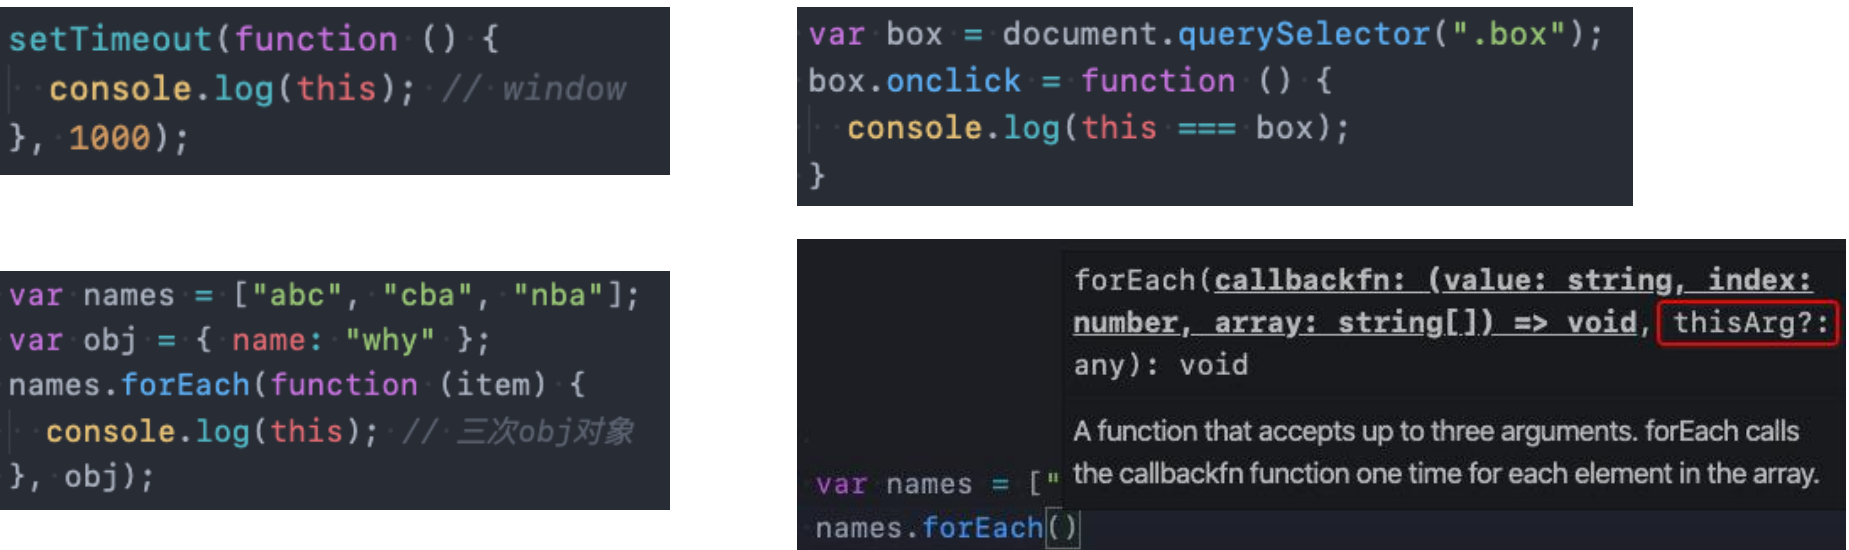 setTimeout(function () {
  console.log(this); // window
}, 1000);
var box = document.querySelector(".box");
box.onclick = function () {
  console.log(this === box);
}
var names = ["abc", "cba", "nba"];
var obj = { name: "why" };
names.forEach(function (item) {
  console.log(this); // 三次obj对象
}, obj);
forEach(callbackfn: (value: string, index:
number, array: string[]) => void, thisArg?:
any): void
A function that accepts up to three arguments. forEach calls
the callbackfn function one time for each element in the array.
var names = ["
names.forEach()